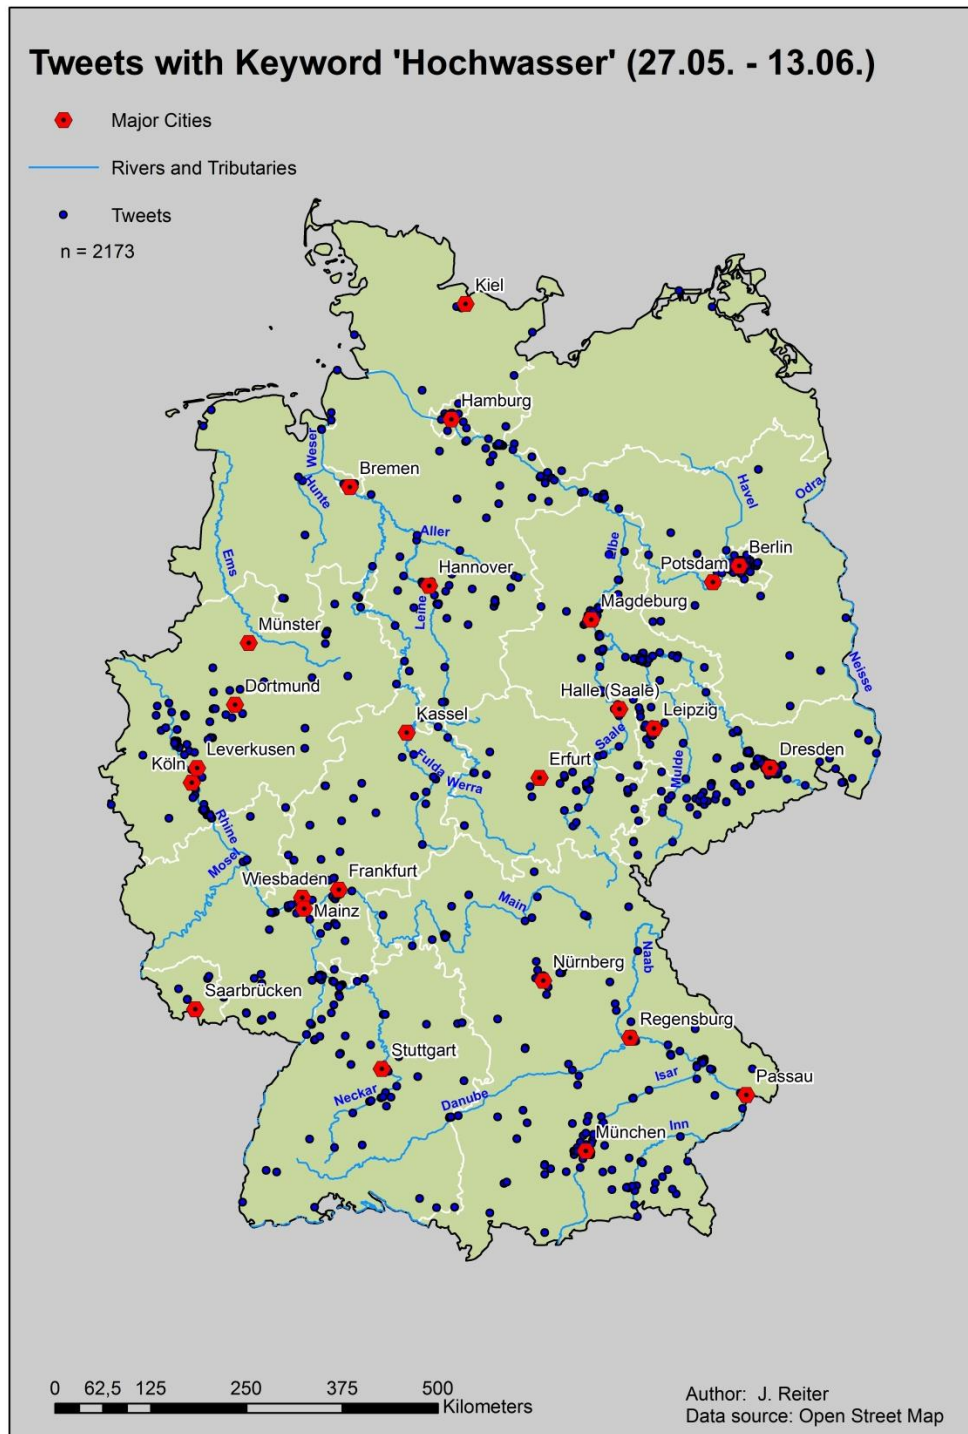 Tweets with Keyword 'Hochwasser' (27.05. - 13.06.)
Major Cities
Rivers and Tributaries
Tweets
n = 2173
Kiel
Hamburg
Weser
Bremen
Hunte
Havel
Odra
Aller
Elbe
Ems
Berlin
Potsdam
Hannover
Leihe
Magdeburg
Münster
Neisse
Dortmund
Halle (Saale)
Kassel
Leipzig
Saale
Leverkusen
Köln
Fulda
Werra
Erfurt
Mulde
Dresden
Rhine
Mosel
Wiesbaden
Frankfurt
Mainz
Main
Naab
Nürnberg
Saarbrücken
Regensburg
Stuttgart
Isar
Passau
Neckar
Danube
Inn
München
0 62,5 125 250 375 500
Kilometers
Author: J. Reiter
Data source: Open Street Map